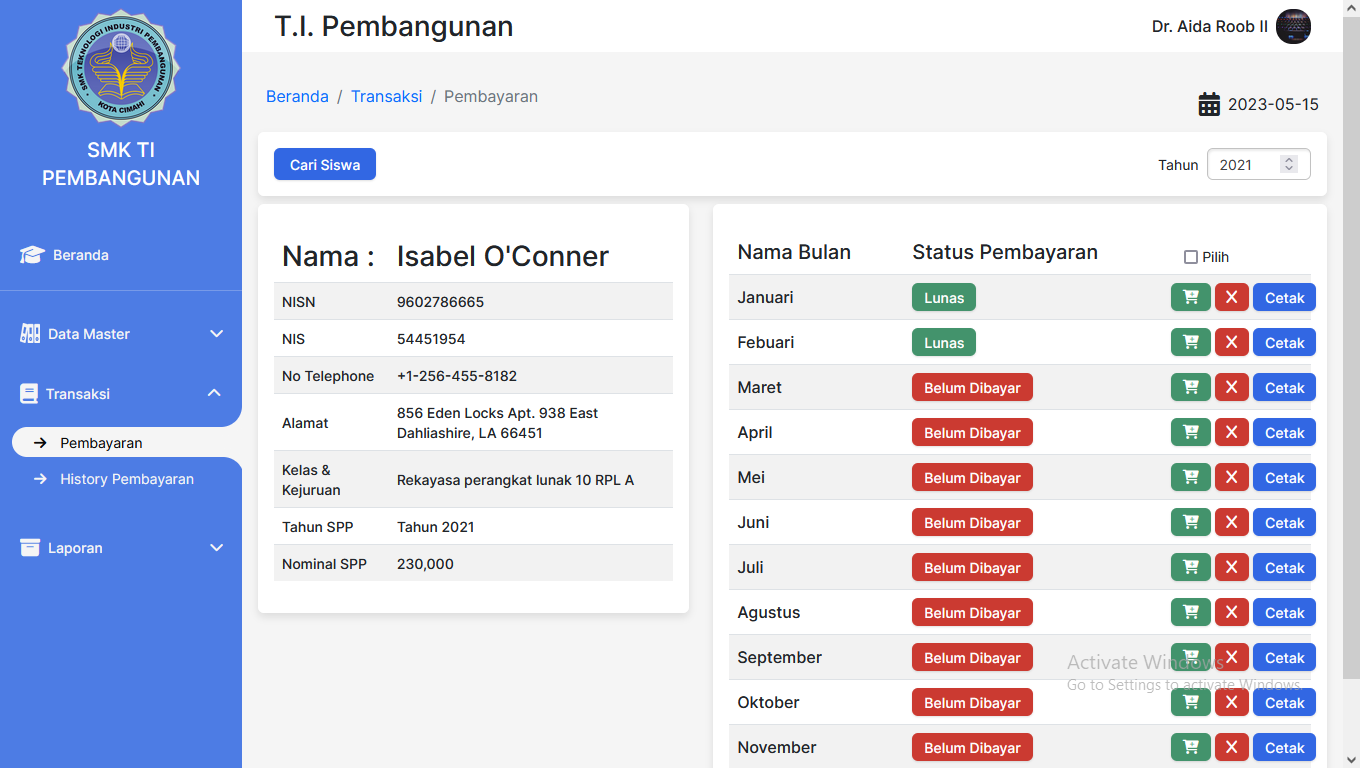 SMK TEKNOLOGI INDUSTRI PEMBANGUNAN
KOTA CIMAHI
SMK TI
PEMBANGUNAN
Beranda
Data Master
Transaksi
Pembayaran
History Pembayaran
Laporan
T.I. Pembangunan
Dr. Aida Roob II
Beranda / Transaksi / Pembayaran
2023-05-15
Cari Siswa
Tahun 2021
Nama : Isabel O'Conner
NISN 9602786665
NIS 54451954
No Telephone +1-256-455-8182
Alamat 856 Eden Locks Apt. 938 East
Dahliashire, LA 66451
Kelas &
Kejuruan Rekayasa perangkat lunak 10 RPL A
Tahun SPP Tahun 2021
Nominal SPP 230,000
Nama Bulan Status Pembayaran Pilih
Januari Lunas X Cetak
Febuari Lunas X Cetak
Maret Belum Dibayar X Cetak
April Belum Dibayar X Cetak
Mei Belum Dibayar X Cetak
Juni Belum Dibayar X Cetak
Juli Belum Dibayar X Cetak
Agustus Belum Dibayar X Cetak
September Belum Dibayar X Cetak
Oktober Belum Dibayar X Cetak
November Belum Dibayar X Cetak
Activate Windows
Go to Settings to activate Windows.